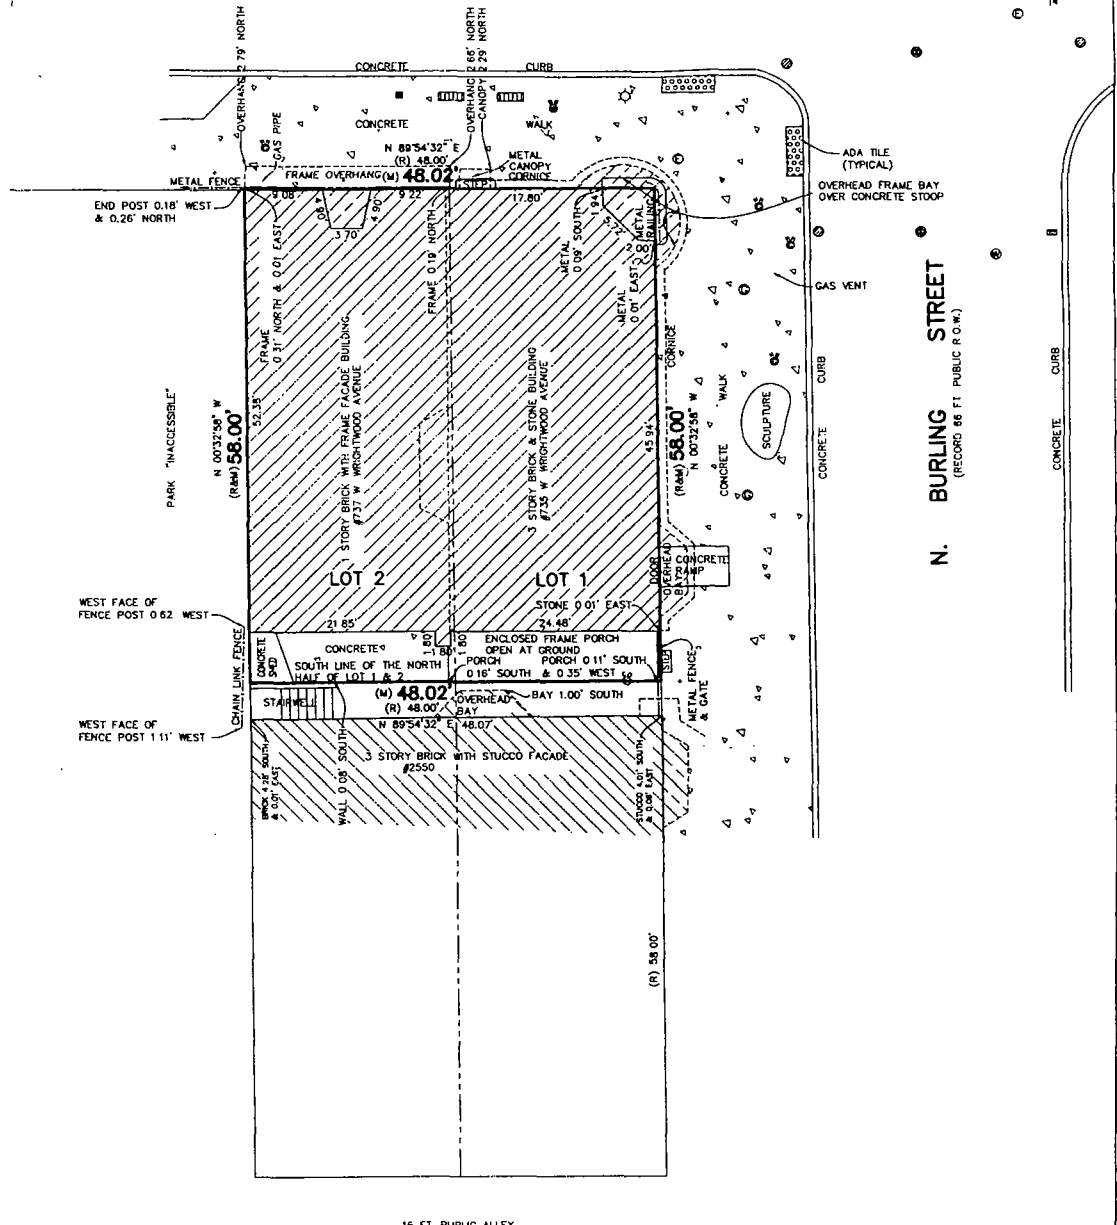 OVERHANG 2 79' NORTH
OVERHANG 2 66' NORTH
CANOPY 2 29' NORTH
CONCRETE
CURB
CONCRETE
WALK
GAS PIPE
N 89°54'32" E
(R) 48.00'
METAL
CANOPY
CORNICE
ADA TILE
(TYPICAL)
METAL FENCE
FRAME OVERHANG
(M) 48.02'
STEP
9 08'
9 22'
17.80'
END POST 0.18' WEST
& 0.26' NORTH
4 90'
4 90'
3 70'
OVERHEAD FRAME BAY
OVER CONCRETE STOOP
1 94'
METAL
RAILING
5 72'
2 00'
METAL
0 09' SOUTH
METAL
0 01' EAST
FRAME
0 31' NORTH & 0 01 EAST
FRAME 0 19' NORTH
GAS VENT
N. BURLING STREET
(RECORD 66 FT PUBLIC R O.W.)
PARK "INACCESSIBLE"
N 00°32'58" W
(R&M) 58.00'
52.35'
STORY BRICK WITH FRAME FACADE BUILDING
#737 W WRIGHTWOOD AVENUE
3 STORY BRICK & STONE BUILDING
#735 W WRIGHTWOOD AVENUE
45 94'
(R&M) 58.00'
N 00°32'58" W
CORNICE
CONCRETE WALK
SCULPTURE
CONCRETE CURB
CONCRETE CURB
LOT 2
LOT 1
DOOR
OVERHEAD
BAY
CONCRETE
RAMP
WEST FACE OF
FENCE POST 0 62 WEST
STONE 0 01' EAST
21 85'
24.48'
CONCRETE
SHED
CONCRETE
1 80'
1 80'
1 80'
ENCLOSED FRAME PORCH
OPEN AT GROUND
SOUTH LINE OF THE NORTH
HALF OF LOT 1 & 2
PORCH
0 16' SOUTH
PORCH 0 11' SOUTH
& 0 35' WEST
STEP
METAL FENCE
& GATE
CHAIN LINK FENCE
(M) 48.02'
(R) 48.00'
STAIRWELL
OVERHEAD
BAY
BAY 1.00' SOUTH
WEST FACE OF
FENCE POST 1 11' WEST
N 89°54'32" E
48.07'
3 STORY BRICK WITH STUCCO FACADE
#2550
BRICK 4 28' SOUTH
& 0.01' EAST
WALL 0 08' SOUTH
STUCCO 4.01' SOUTH
& 0.08' EAST
(R) 58 00'
16 FT PUBLIC ALLEY